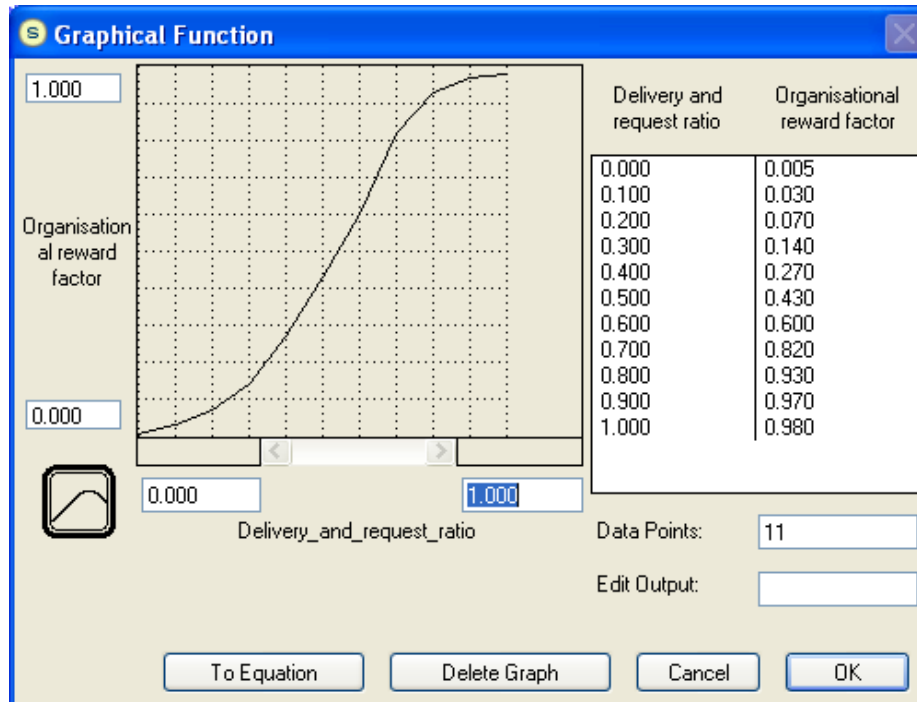 S Graphical Function
1.000
Organisation
al reward
factor
0.000
0.000
1.000
Delivery_and_request_ratio
Delivery and
request ratio
Organisational
reward factor
0.000 0.005
0.100 0.030
0.200 0.070
0.300 0.140
0.400 0.270
0.500 0.430
0.600 0.600
0.700 0.820
0.800 0.930
0.900 0.970
1.000 0.980
Data Points: 11
Edit Output:
To Equation
Delete Graph
Cancel
OK